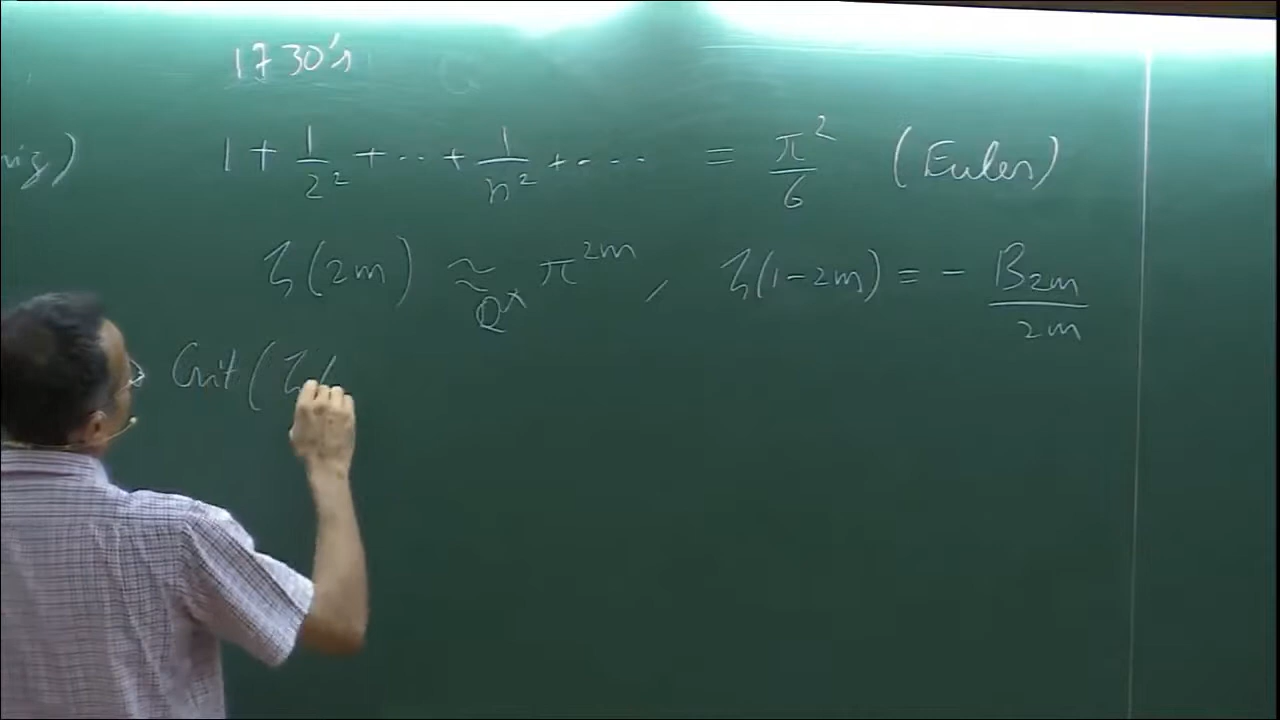 1730's
1 + 1/2² + ·· + 1/n² + ···· = π²/6 (Euler)
ζ(2m) ≈_{Q^×} π^{2m}, ζ(1-2m) = - B_{2m}/2m
Crit(ζ(